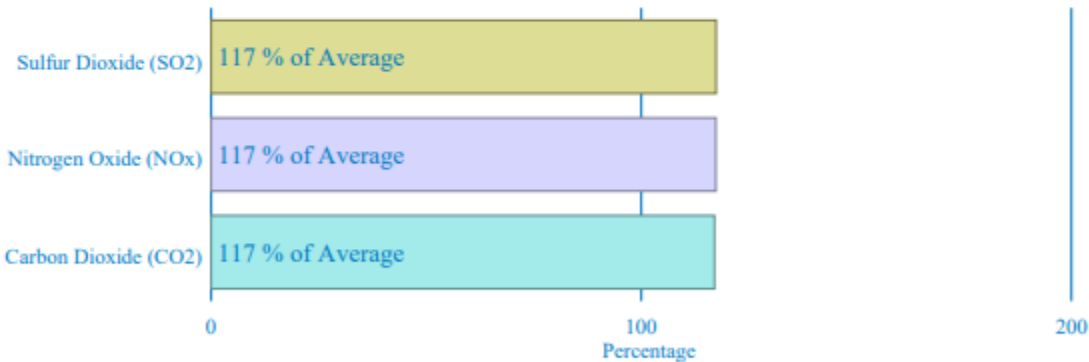 Sulfur Dioxide (SO2) 117 % of Average
Nitrogen Oxide (NOx) 117 % of Average
Carbon Dioxide (CO2) 117 % of Average
0 100 200
Percentage